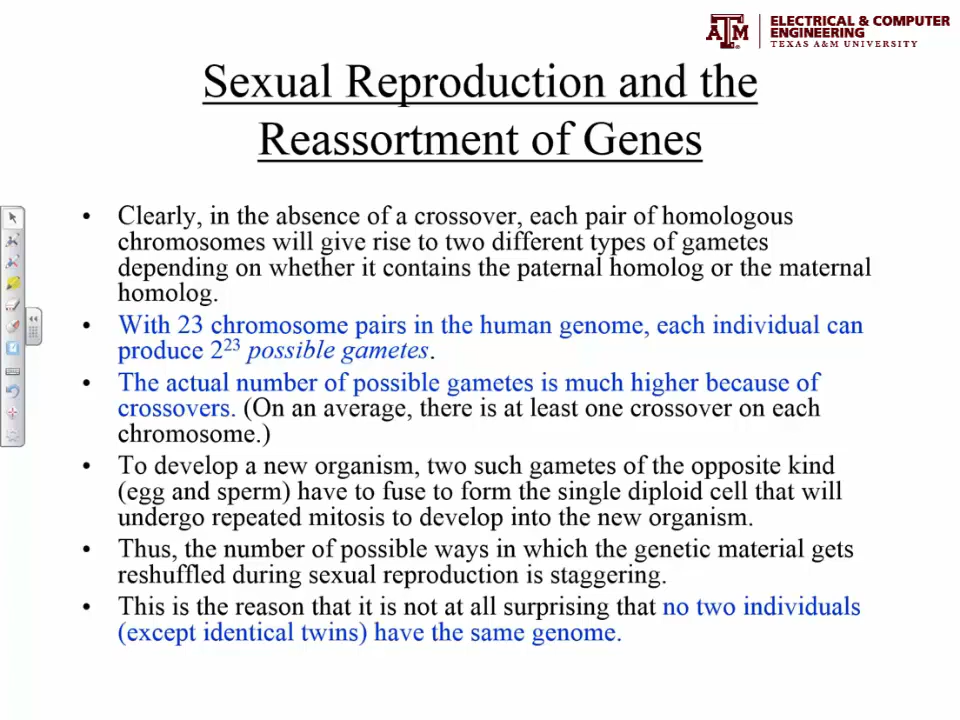 ELECTRICAL & COMPUTER
ENGINEERING
TEXAS A&M UNIVERSITY
Sexual Reproduction and the
Reassortment of Genes
• Clearly, in the absence of a crossover, each pair of homologous
chromosomes will give rise to two different types of gametes
depending on whether it contains the paternal homolog or the maternal
homolog.
• With 23 chromosome pairs in the human genome, each individual can
produce 2²³ possible gametes.
• The actual number of possible gametes is much higher because of
crossovers. (On an average, there is at least one crossover on each
chromosome.)
• To develop a new organism, two such gametes of the opposite kind
(egg and sperm) have to fuse to form the single diploid cell that will
undergo repeated mitosis to develop into the new organism.
• Thus, the number of possible ways in which the genetic material gets
reshuffled during sexual reproduction is staggering.
• This is the reason that it is not at all surprising that no two individuals
(except identical twins) have the same genome.